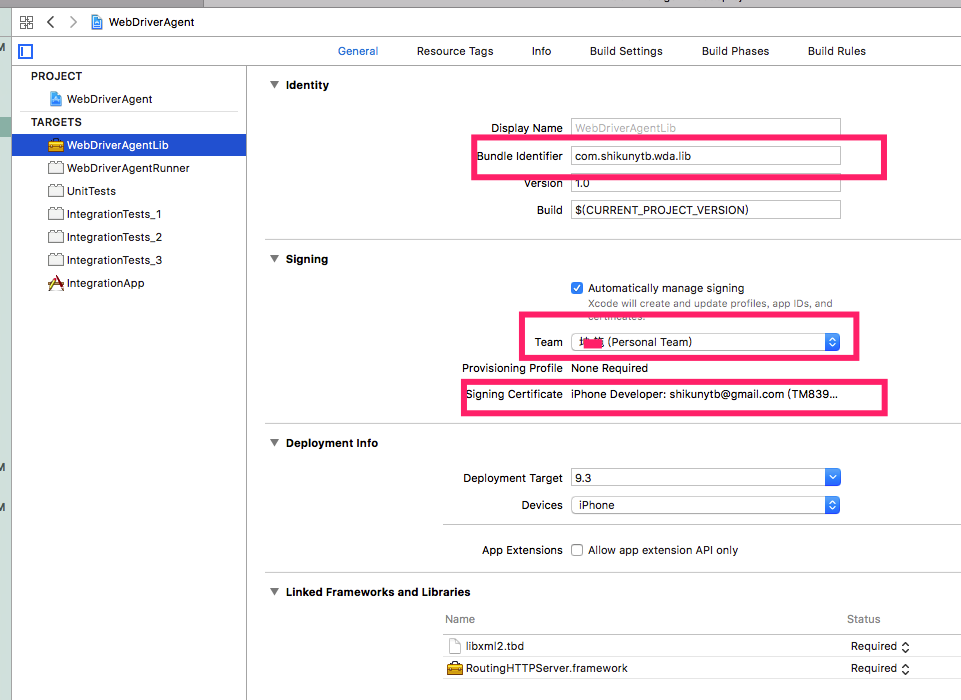 WebDriverAgent
General Resource Tags Info Build Settings Build Phases Build Rules
PROJECT
WebDriverAgent
TARGETS
WebDriverAgentLib
WebDriverAgentRunner
UnitTests
IntegrationTests_1
IntegrationTests_2
IntegrationTests_3
IntegrationApp
Identity
Display Name WebDriverAgentLib
Bundle Identifier com.shikunytb.wda.lib
Version 1.0
Build $(CURRENT_PROJECT_VERSION)
Signing
Automatically manage signing
Xcode will create and update profiles, app IDs, and
certificates.
Team (Personal Team)
Provisioning Profile None Required
Signing Certificate iPhone Developer: shikunytb@gmail.com (TM839...
Deployment Info
Deployment Target 9.3
Devices iPhone
App Extensions Allow app extension API only
Linked Frameworks and Libraries
Name Status
libxml2.tbd Required
RoutingHTTPServer.framework Required
M
M
M